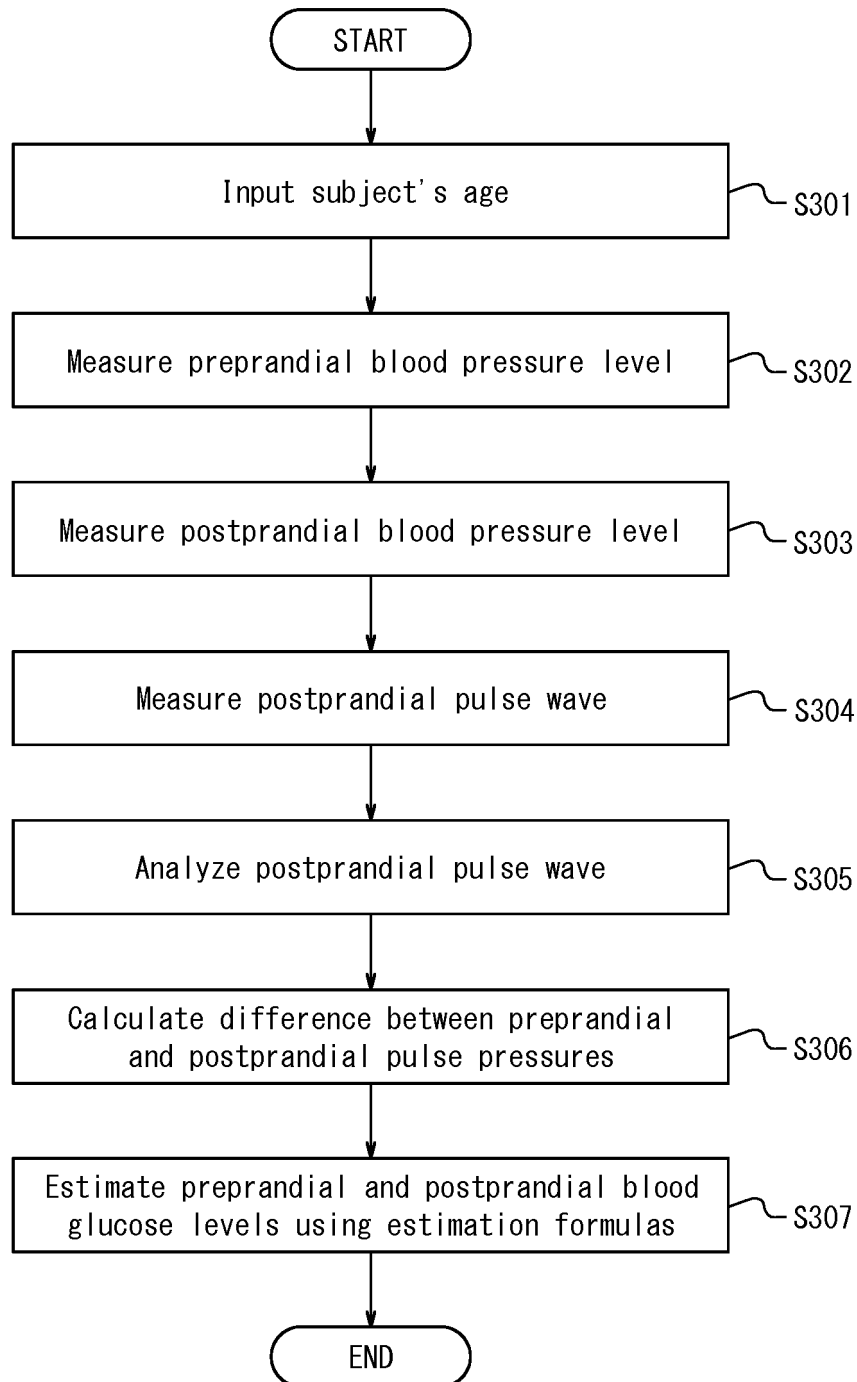 START
Input subject's age
S301
Measure preprandial blood pressure level
S302
Measure postprandial blood pressure level
S303
Measure postprandial pulse wave
S304
Analyze postprandial pulse wave
S305
Calculate difference between preprandial
and postprandial pulse pressures
S306
Estimate preprandial and postprandial blood
glucose levels using estimation formulas
S307
END